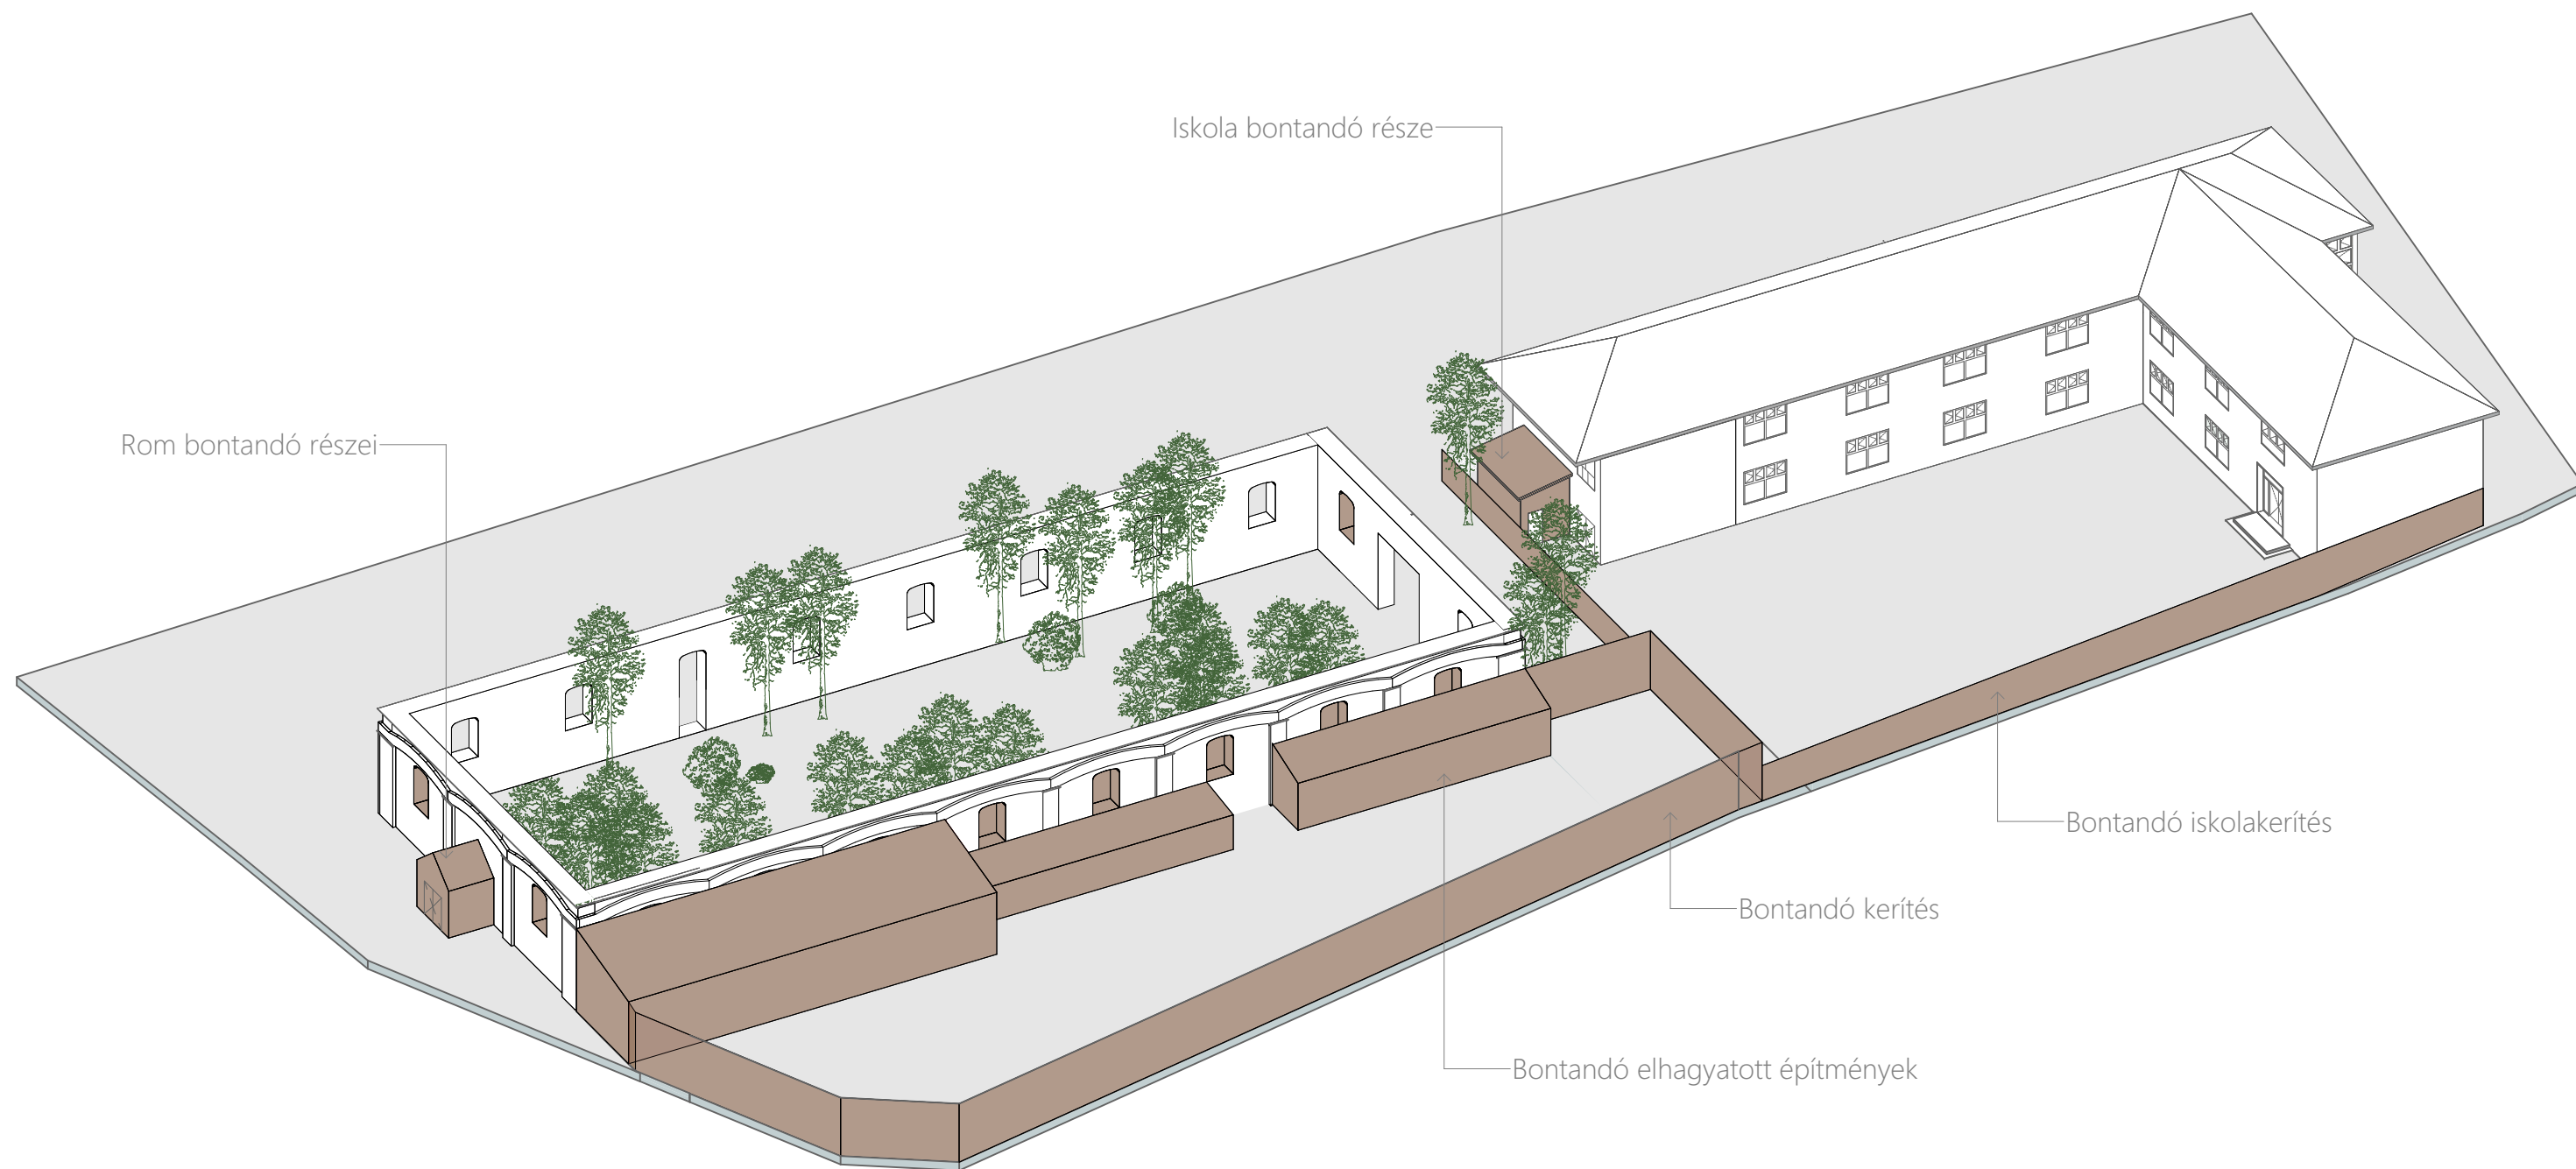 Iskola bontandó része
Rom bontandó részei
Bontandó iskolakerítés
Bontandó kerítés
Bontandó elhagyatott építmények